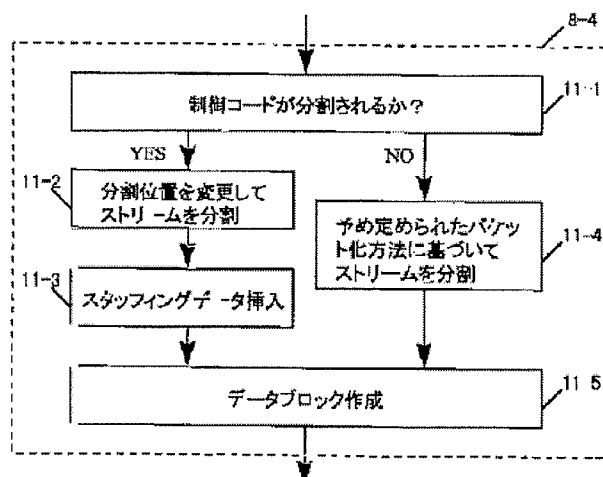 8-4
制御コードが分割されるか?
11-1
YES
NO
11-2
分割位置を変更して
ストリームを分割
予め定められたパケッ
ト化方法に基づいて
ストリームを分割
11-4
11-3
スタッフィングデータ挿入
データブロック作成
11-5